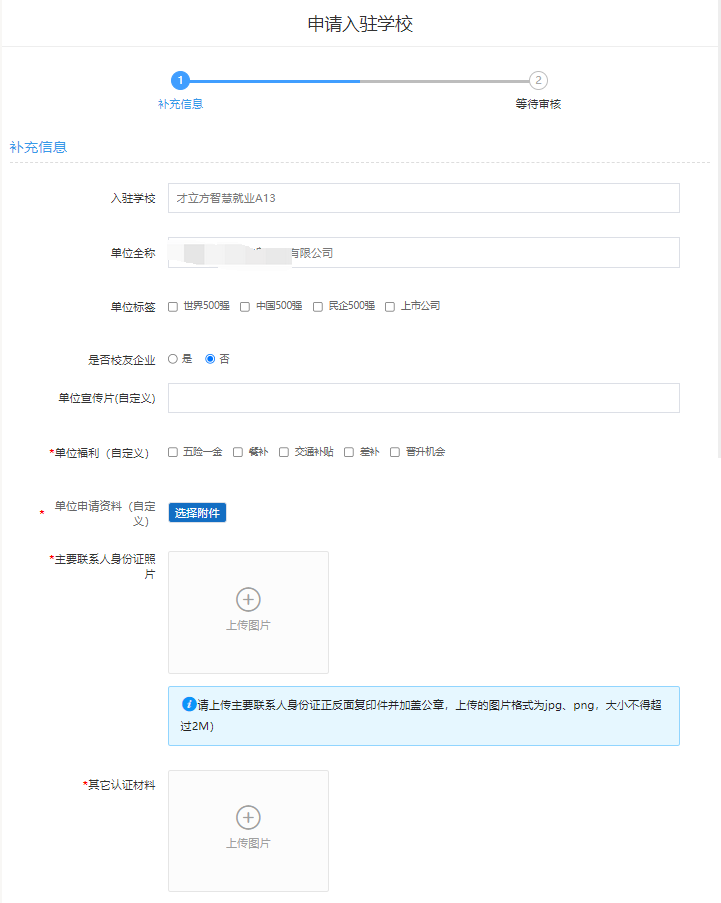 申请入驻学校
1
2
补充信息
等待审核
补充信息
入驻学校
才立方智慧就业A13
单位全称
有限公司
单位标签
世界500强 中国500强 民企500强 上市公司
是否校友企业
是 否
单位宣传片(自定义)
*单位福利（自定义）
五险一金 餐补 交通补贴 差补 晋升机会
* 单位申请资料（自定
义）
选择附件
*主要联系人身份证照
片
上传图片
请上传主要联系人身份证正反面复印件并加盖公章，上传的图片格式为jpg、png，大小不得超
过2M）
*其它认证材料
上传图片